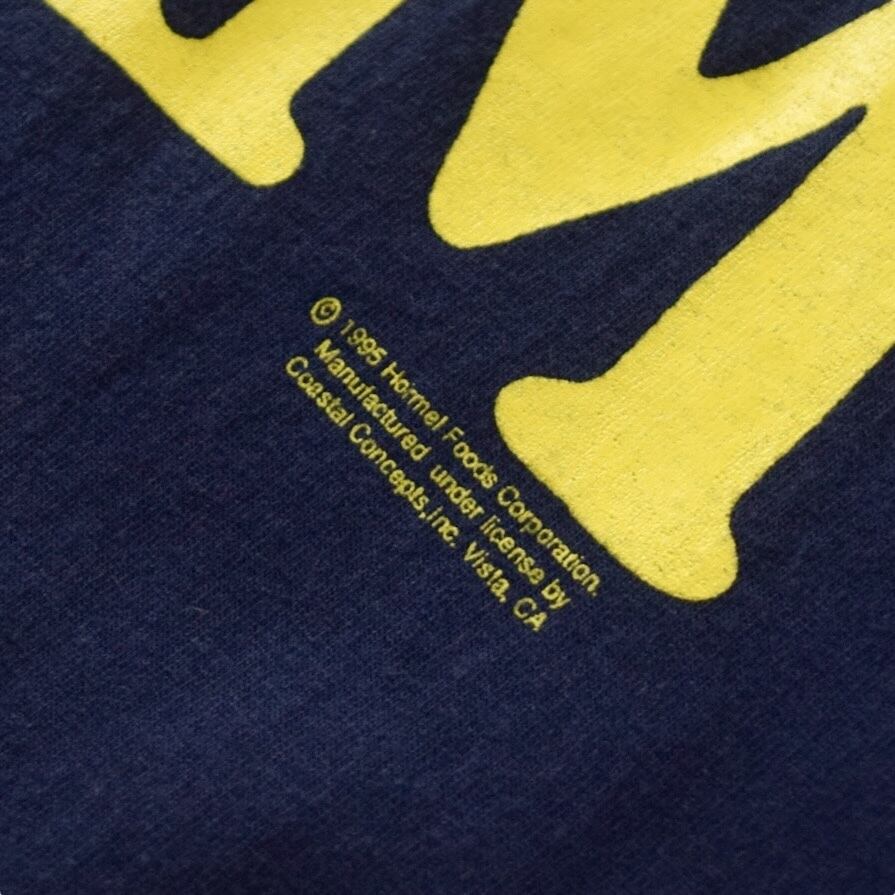 M
© 1995 Hormel Foods Corporation.
Manufactured under license by
Coastal Concepts,Inc. Vista, CA